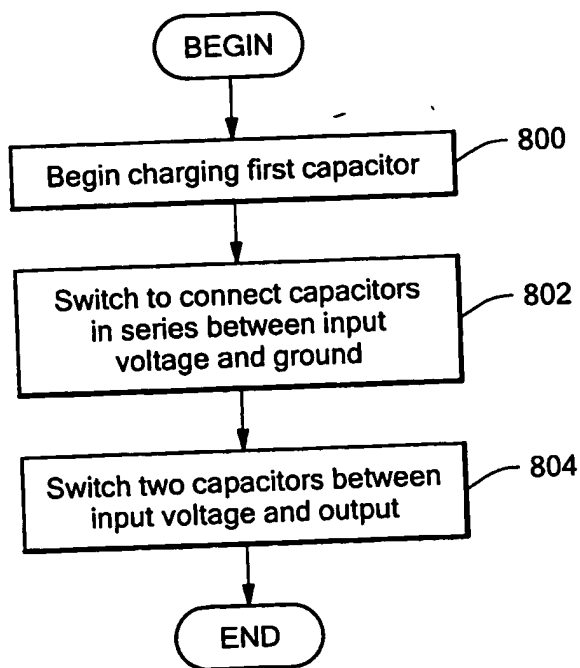 BEGIN
Begin charging first capacitor
800
Switch to connect capacitors
in series between input
voltage and ground
802
Switch two capacitors between
input voltage and output
804
END